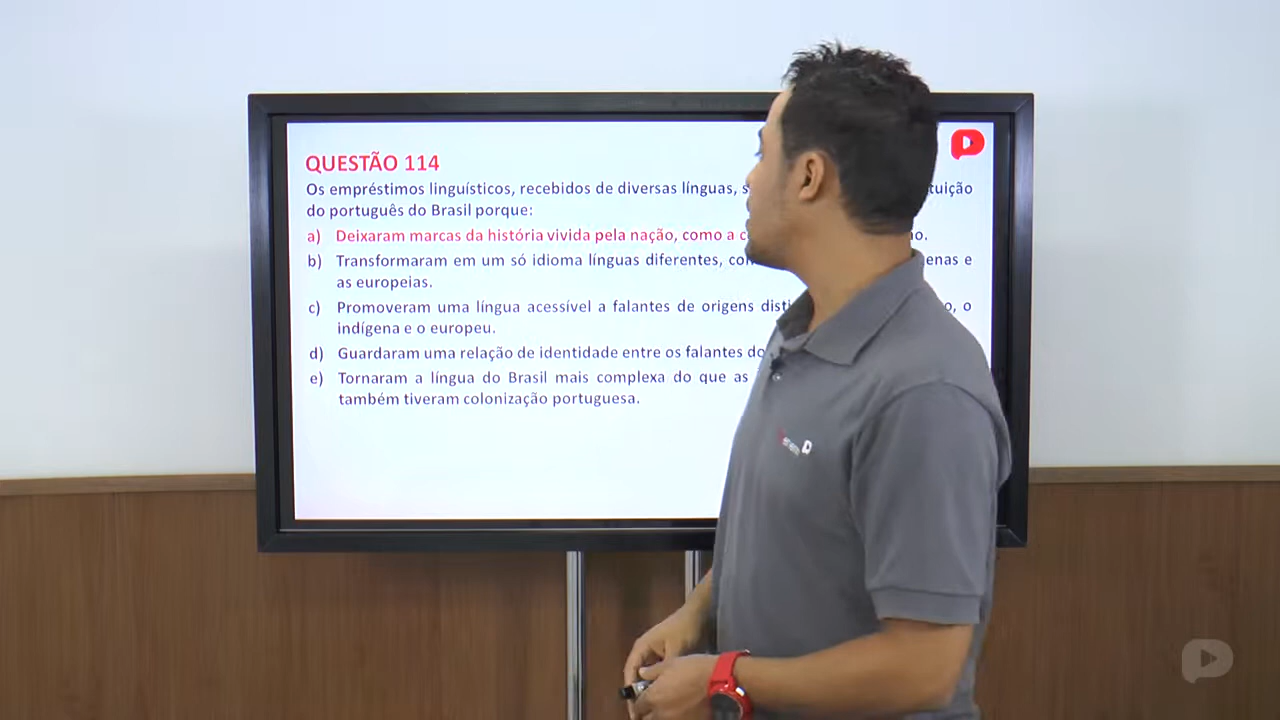 QUESTÃO 114
Os empréstimos linguísticos, recebidos de diversas línguas,
do português do Brasil porque:
a) Deixaram marcas da história vivida pela nação, como a
b) Transformaram em um só idioma línguas diferentes, e
as europeias.
c) Promoveram uma língua acessível a falantes de origens o
indígena e o europeu.
d) Guardaram uma relação de identidade entre os falantes
e) Tornaram a língua do Brasil mais complexa do que as
também tiveram colonização portuguesa.